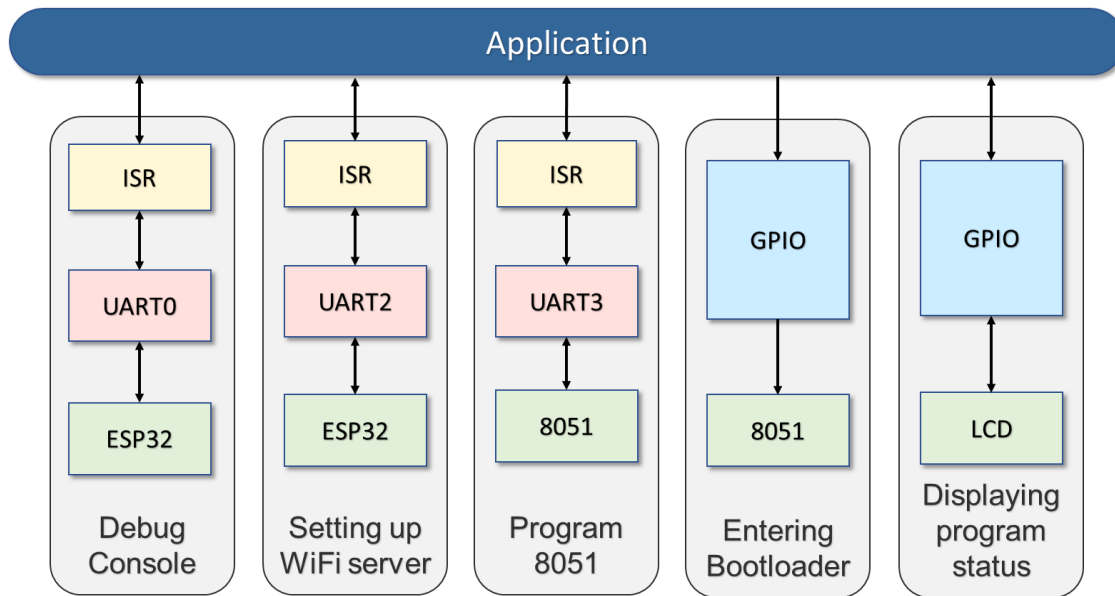 Application
ISR
UART0
ESP32
Debug
Console
ISR
UART2
ESP32
Setting up
WiFi server
ISR
UART3
8051
Program
8051
GPIO
8051
Entering
Bootloader
GPIO
LCD
Displaying
program
status